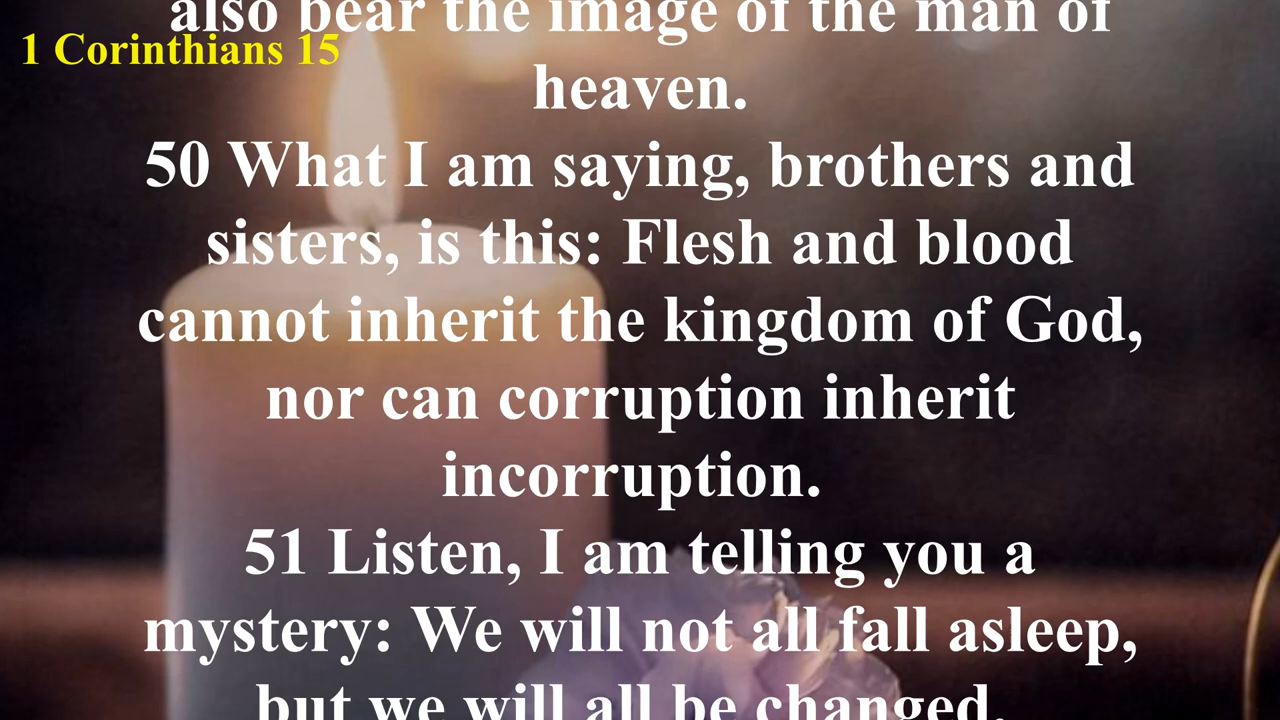 also bear the image of the man of
1 Corinthians 15
heaven.
50 What I am saying, brothers and
sisters, is this: Flesh and blood
cannot inherit the kingdom of God,
nor can corruption inherit
incorruption.
51 Listen, I am telling you a
mystery: We will not all fall asleep,
but we will all be changed,